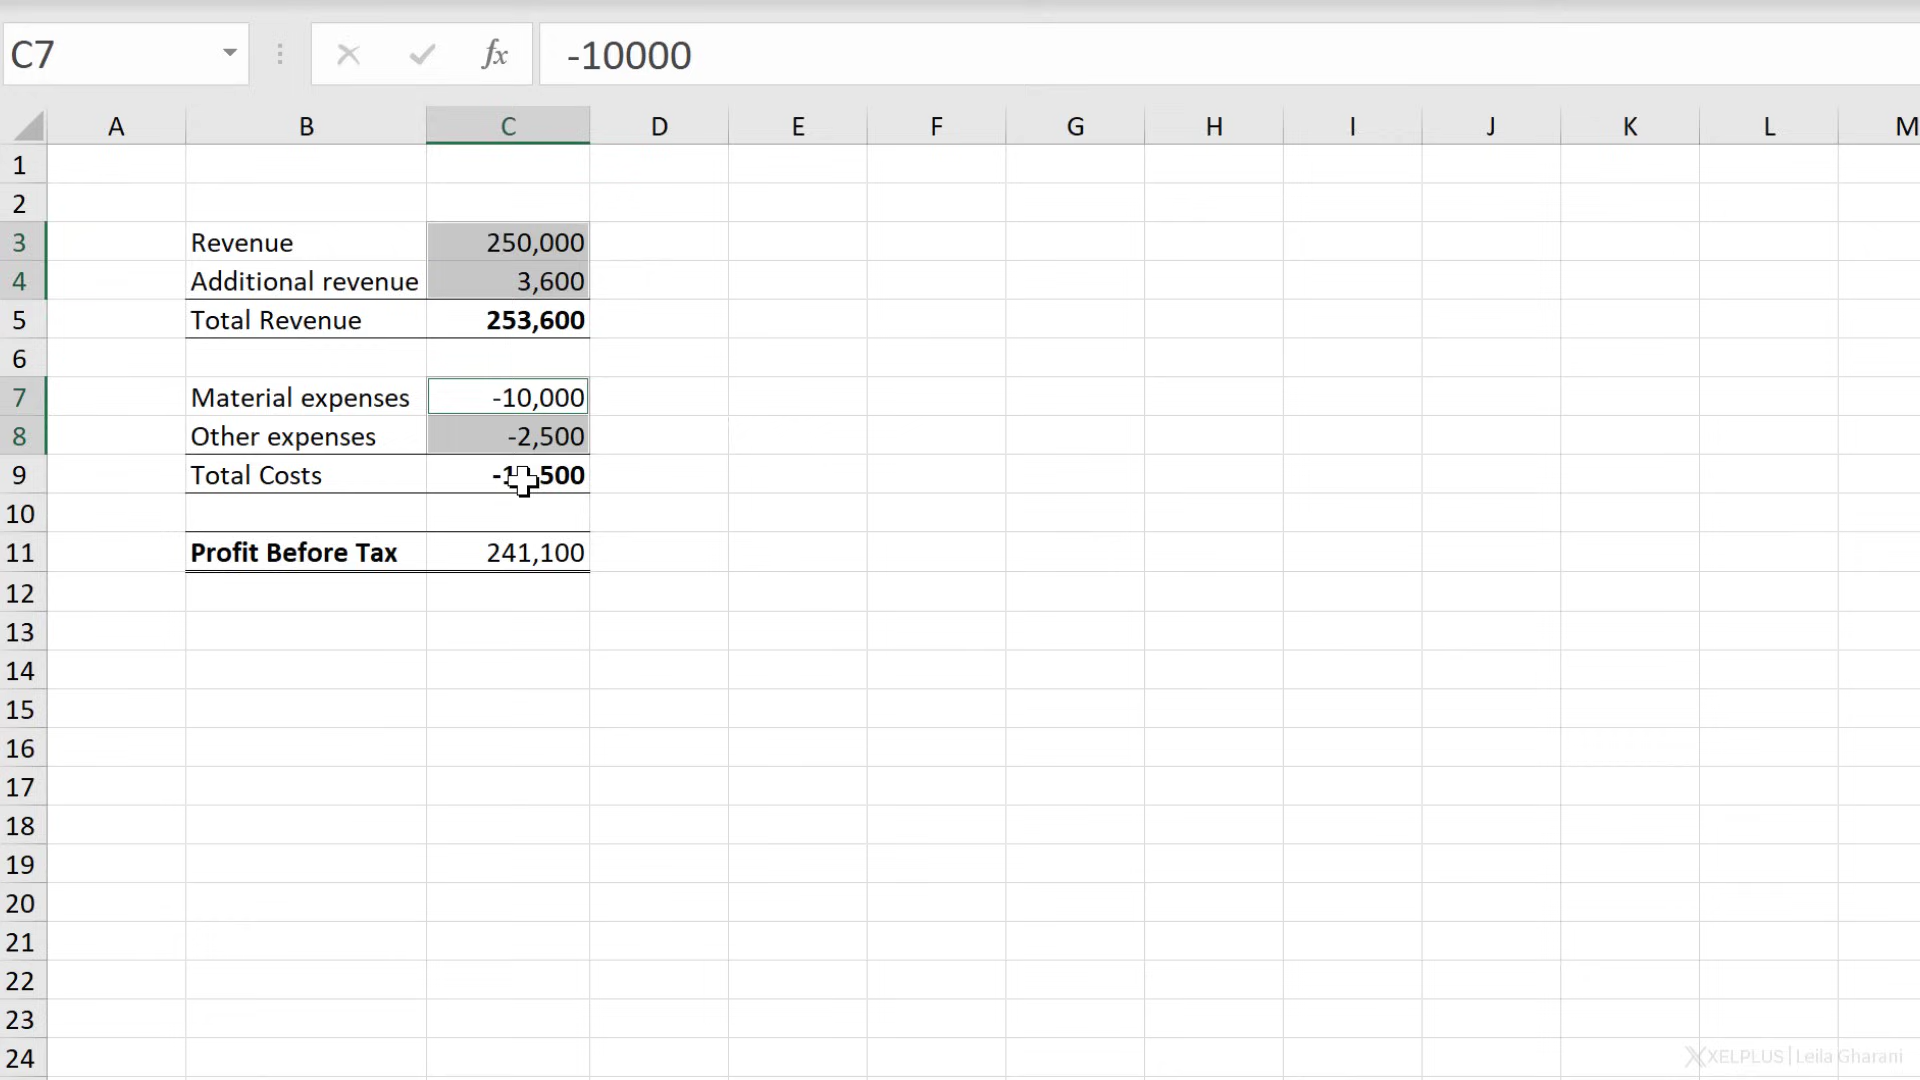 C7 fx -10000
A B C D E F G H I J K L M
1
2
3 Revenue 250,000
4 Additional revenue 3,600
5 Total Revenue 253,600
6
7 Material expenses -10,000
8 Other expenses -2,500
9 Total Costs
10
11 Profit Before Tax 241,100
12
13
14
15
16
17
18
19
20
21
22
23
24
XELPLUS | Leila Gharani